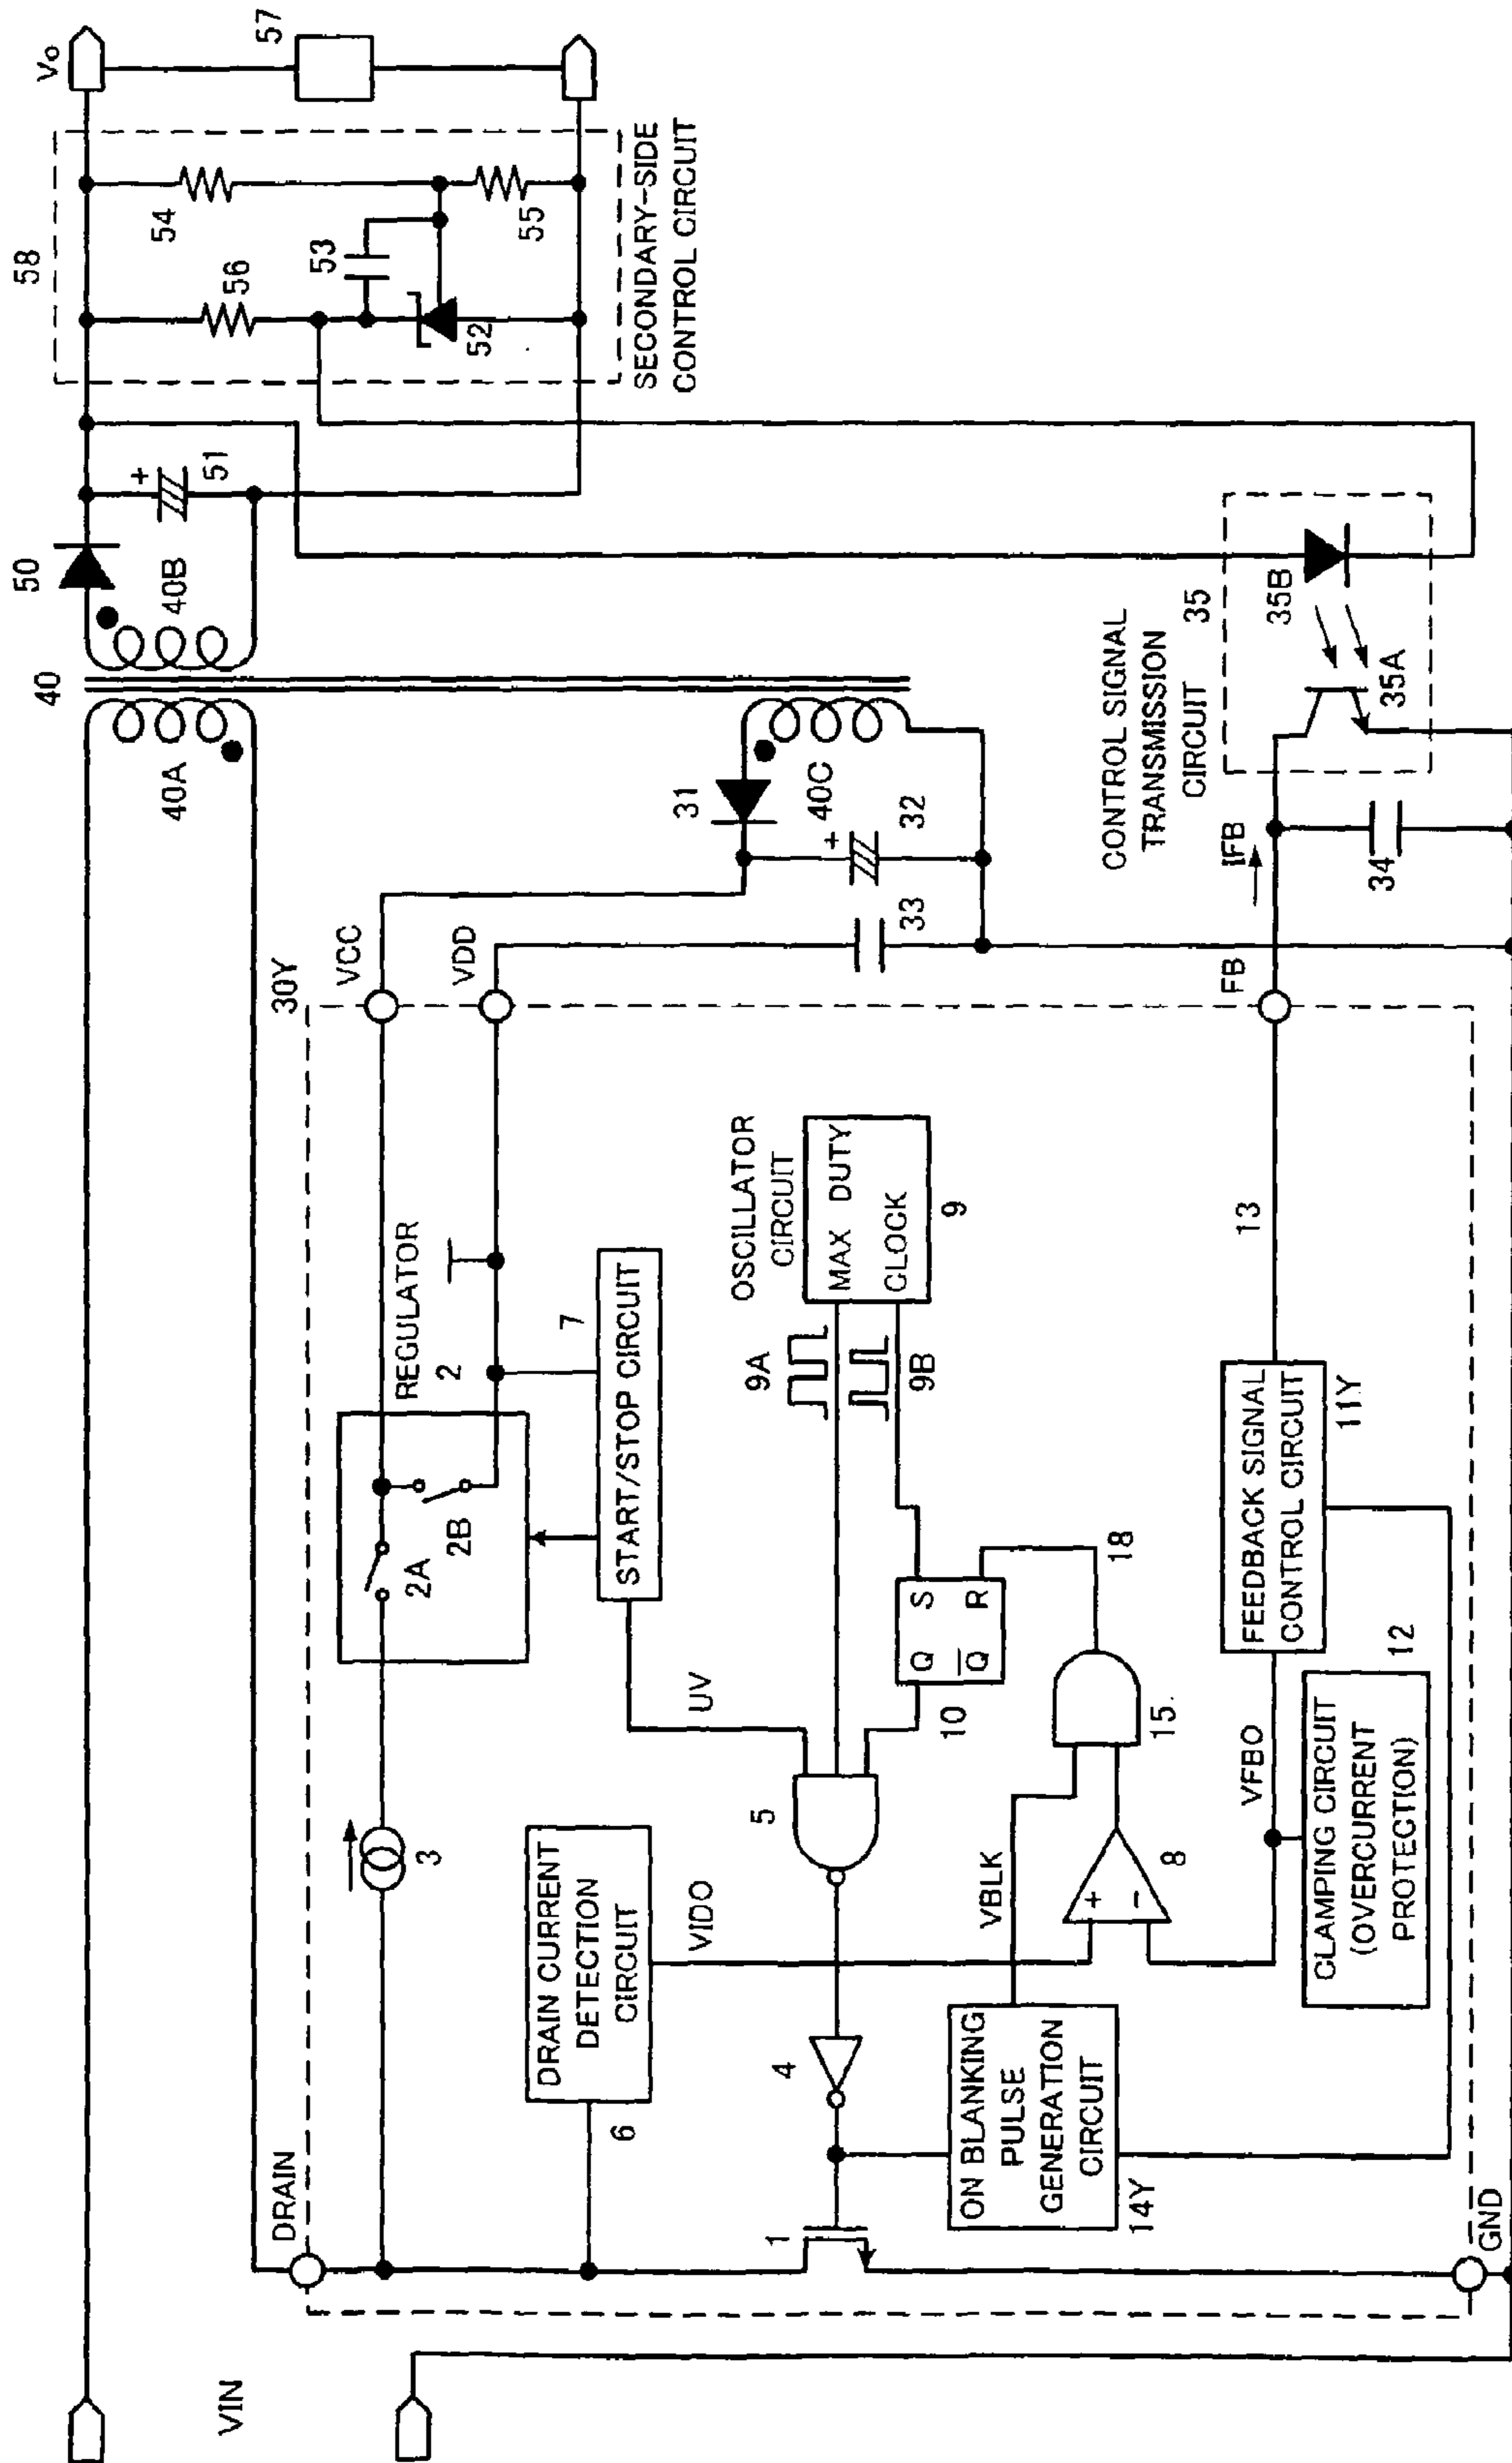 VIN
DRAIN
GND
40
40A
40B
40C
50
51
+
58
56
54
53
52
55
57
Vo
SECONDARY-SIDE
CONTROL CIRCUIT
30Y
VCC
VDD
31
32
+
33
REGULATOR
2
2A
2B
3
START/STOP CIRCUIT
7
UV
DRAIN CURRENT
DETECTION
CIRCUIT
6
VIDO
OSCILLATOR
CIRCUIT
MAX DUTY
CLOCK
9
9A
9B
5
4
1
Q
S
Q
R
10
18
15.
VBLK
8
+
-
ON BLANKING
PULSE
GENERATION
CIRCUIT
14Y
FEEDBACK SIGNAL
CONTROL CIRCUIT
11Y
13
FB
IFB
34
VFBO
CLAMPING CIRCUIT
(OVERCURRENT
PROTECTION)
12
CONTROL SIGNAL
TRANSMISSION
CIRCUIT
35
35B
35A